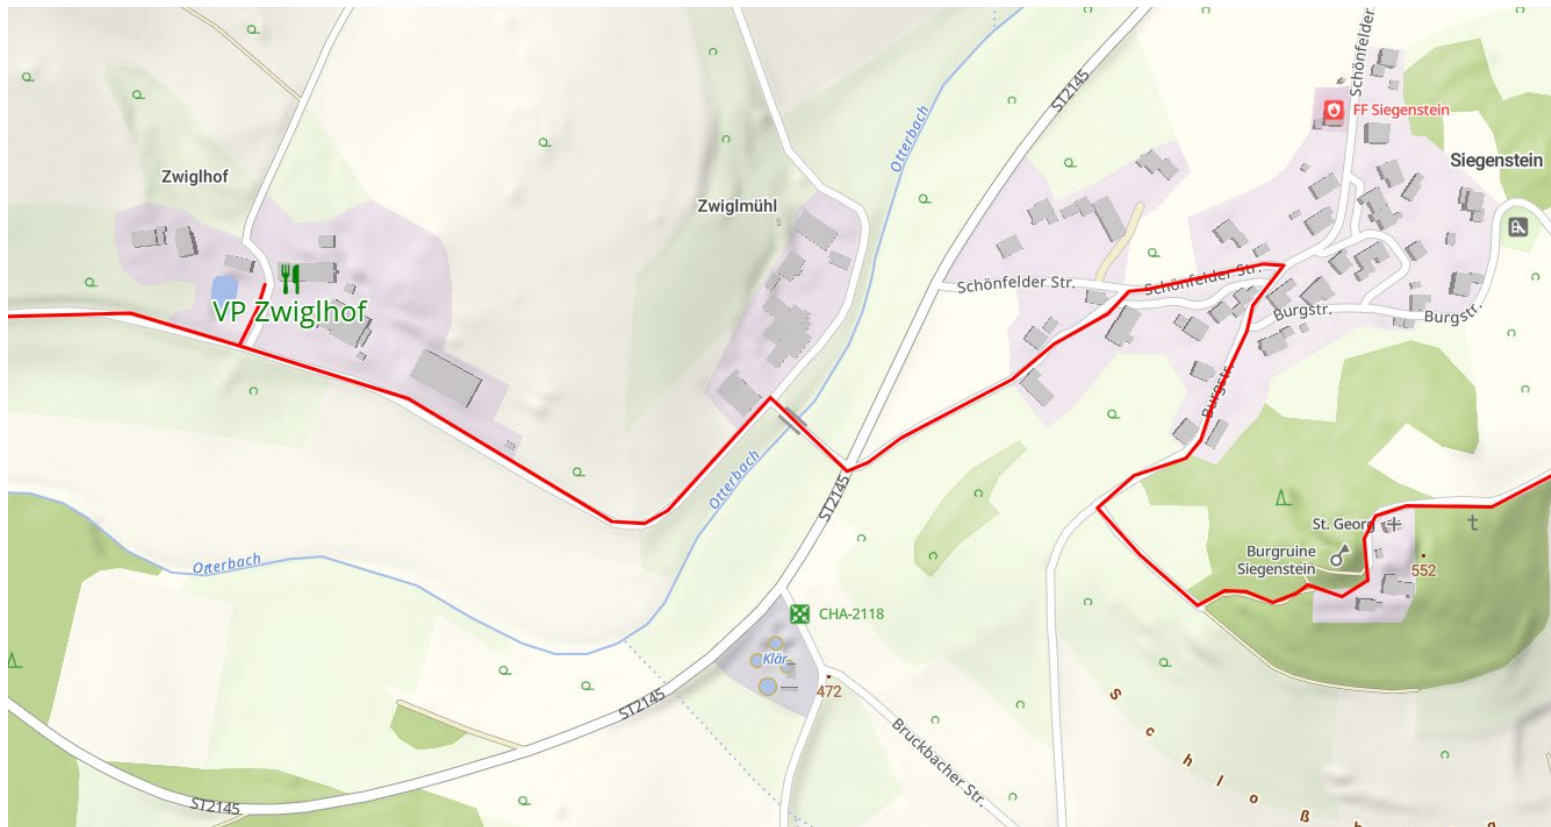 Schönfelder
FF Siegenstein
ST2145
Otterbach
Siegenstein
Zwiglhof
Zwiglmühl
Schönfelder Str.
Schönfelder Str.
VP Zwiglhof
Burgstr.
Burgstr.
Burgstr.
Otterbach
ST2145
St. Georg
Burgruine
Siegenstein
552
Otterbach
CHA-2118
Klär
472
ST2145
Bruckbacher Str.
Schloßb
ST2145